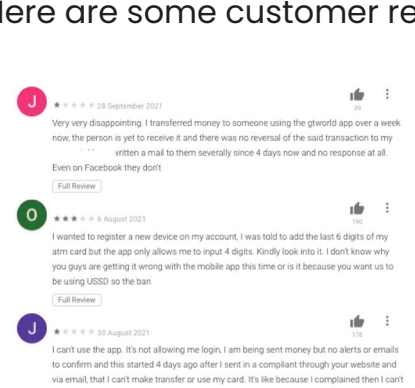 Here are some customer re
J
28 September 2021
39
Very very disappointing. I transferred money to someone using the gtworld app over a week
now, the person is yet to receive it and there was no reversal of the said transaction to my
written a mail to them severally since 4 days now and no response at all.
Even on Facebook they don't
Full Review
O
6 August 2021
190
I wanted to register a new device on my account, I was told to add the last 6 digits of my
atm card but the app only allows me to input 4 digits. Kindly look into it. I don't know why
you guys are getting it wrong with the mobile app this time or is it because you want us to
be using USSD so the ban
Full Review
J
30 August 2021
176
I can't use the app. It's not allowing me login, I am being sent money but no alerts or emails
to confirm and this started 4 days ago after I sent in a compliant through your website and
via email, that I can't make transfer or use my card. It's like because I complained then I can't